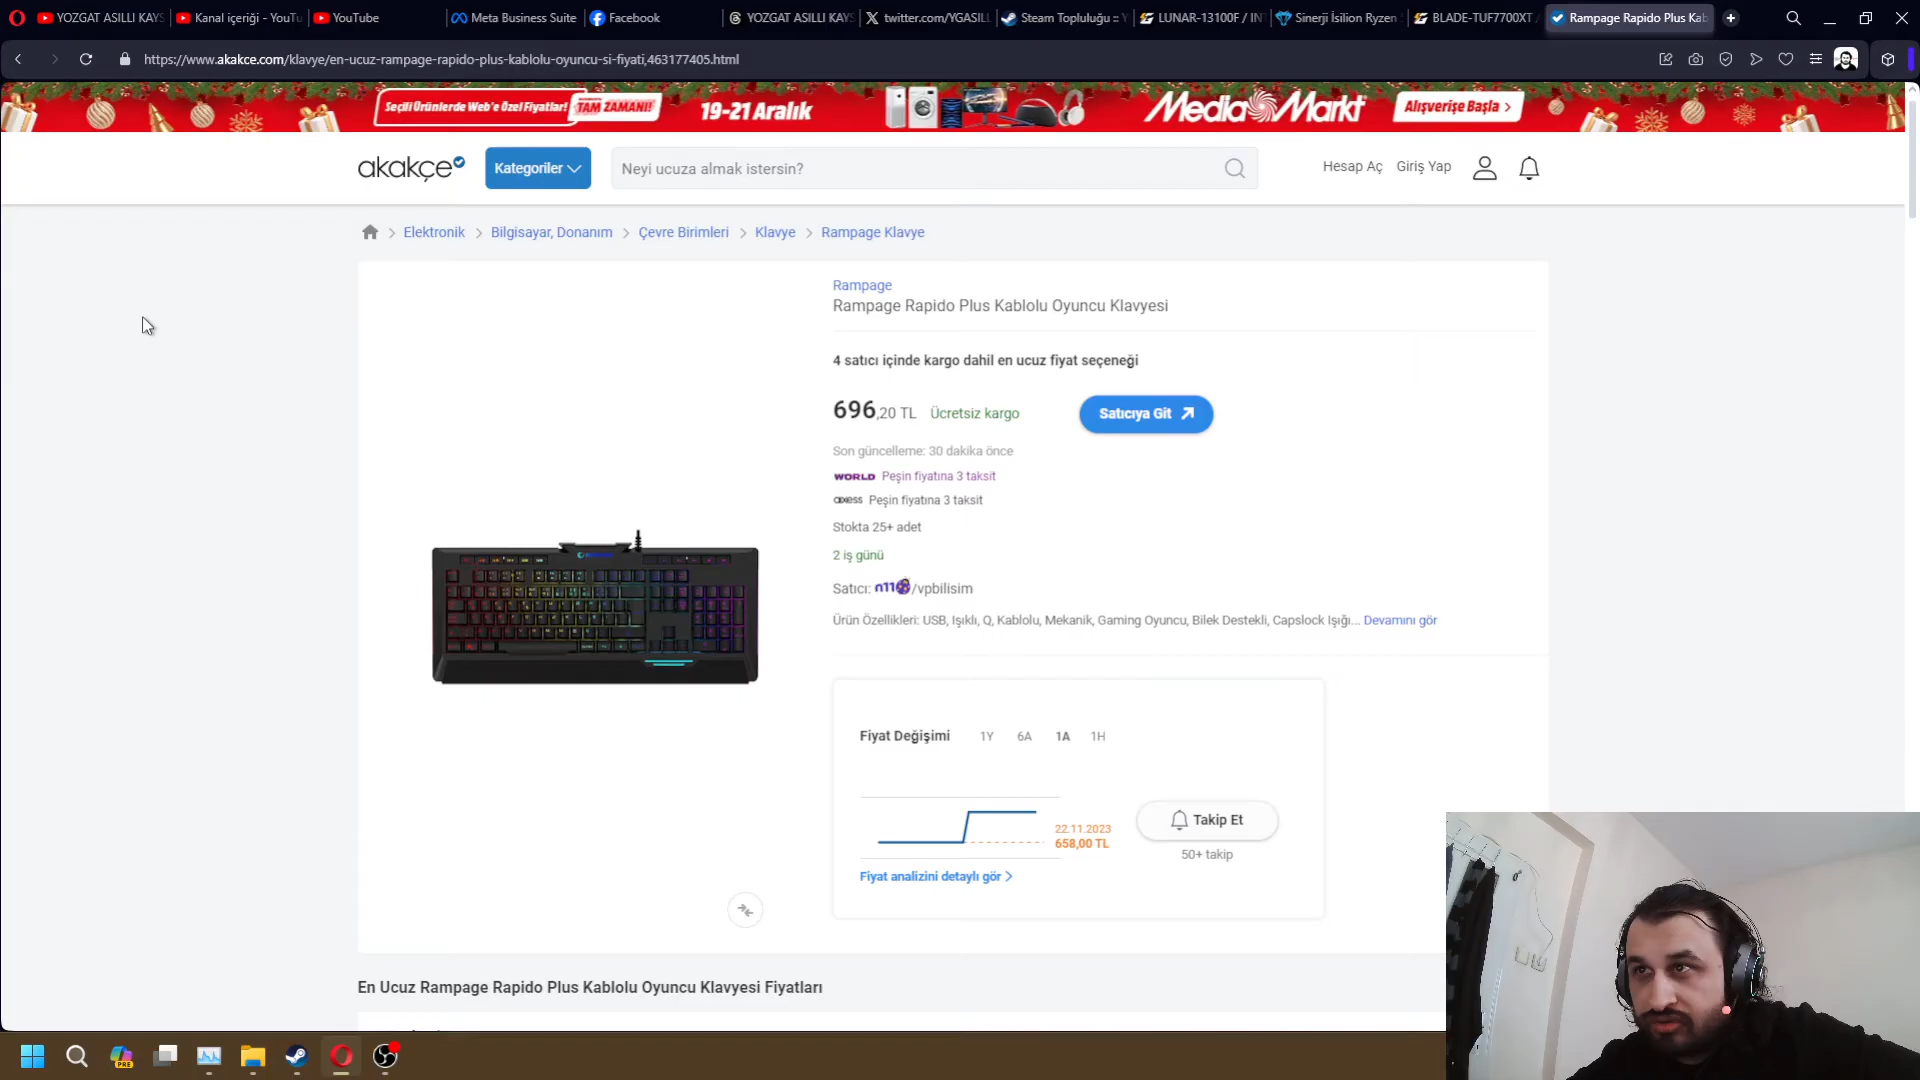 YOZGAT ASILLI KAYS
Kanal içeriği - YouTu
YouTube
Meta Business Suite
Facebook
YOZGAT ASILLI KAYS
twitter.com/YGASILL
Steam Topluluğu :: Y
LUNAR-13100F / IN
Sinerji İsilion Ryzen
BLADE-TUF7700XT /
Rampage Rapido Plus Kab
https://www.akakce.com/klavye/en-ucuz-rampage-rapido-plus-kablolu-oyuncu-si-fiyati,463177405.html
Seçili Ürünlerde Web'e Özel Fiyatlar!
TAM ZAMANI!
19-21 Aralık
MediaMarkt
Alışverişe Başla >
akakçe
Kategoriler
Neyi ucuza almak istersin?
Hesap Aç
Giriş Yap
Elektronik > Bilgisayar, Donanım > Çevre Birimleri > Klavye > Rampage Klavye
Rampage
Rampage Rapido Plus Kablolu Oyuncu Klavyesi
4 satıcı içinde kargo dahil en ucuz fiyat seçeneği
696,20 TL Ücretsiz kargo
Satıcıya Git
Son güncelleme: 30 dakika önce
WORLD Peşin fiyatına 3 taksit
axess Peşin fiyatına 3 taksit
Stokta 25+ adet
2 iş günü
Satıcı: n11/vpbilisim
Ürün Özellikleri: USB, Işıklı, Q, Kablolu, Mekanik, Gaming Oyuncu, Bilek Destekli, Capslock Işığı... Devamını gör
Fiyat Değişimi 1Y 6A 1A 1H
22.11.2023
658,00 TL
Takip Et
50+ takip
Fiyat analizini detaylı gör >
En Ucuz Rampage Rapido Plus Kablolu Oyuncu Klavyesi Fiyatları
PRE